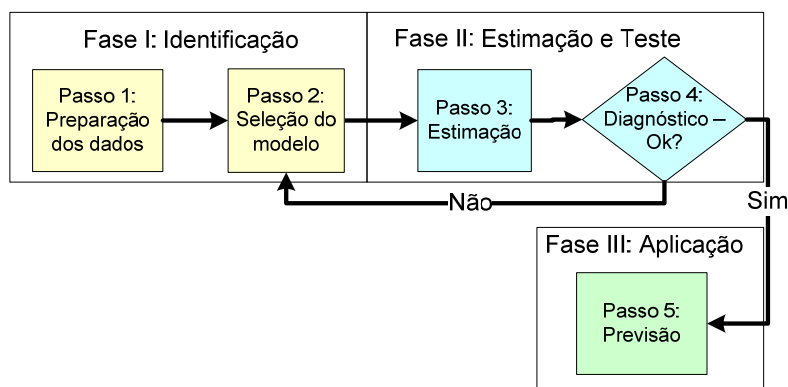 Fase I: Identificação
Passo 1:
Preparação
dos dados
Passo 2:
Seleção do
modelo
Fase II: Estimação e Teste
Passo 3:
Estimação
Passo 4:
Diagnóstico –
Ok?
Não
Sim
Fase III: Aplicação
Passo 5:
Previsão